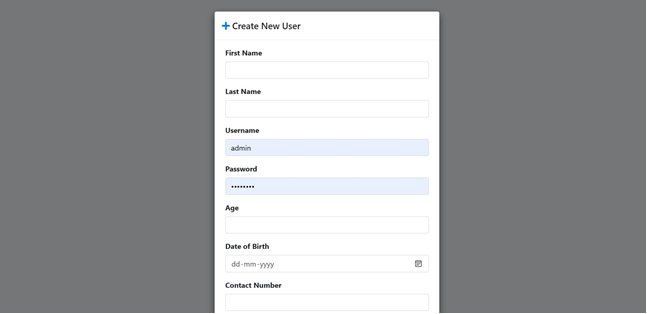 Create New User
First Name
Last Name
Username
admin
Password
••••••••
Age
Date of Birth
dd-mm-yyyy
Contact Number